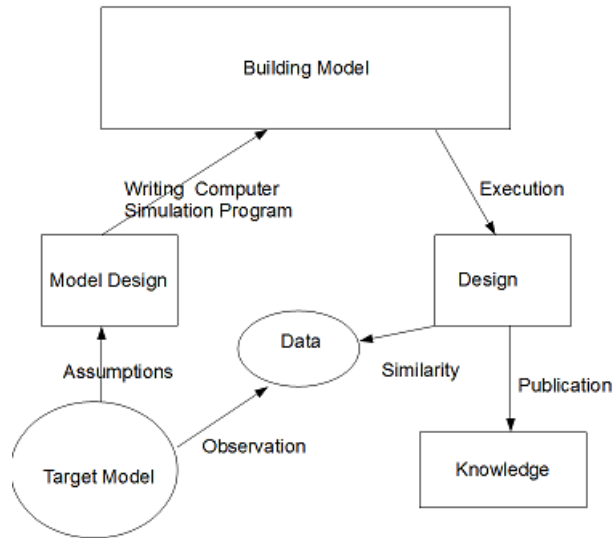 Building Model
Writing Computer
Simulation Program
Execution
Model Design
Design
Data
Assumptions
Similarity
Publication
Observation
Target Model
Knowledge